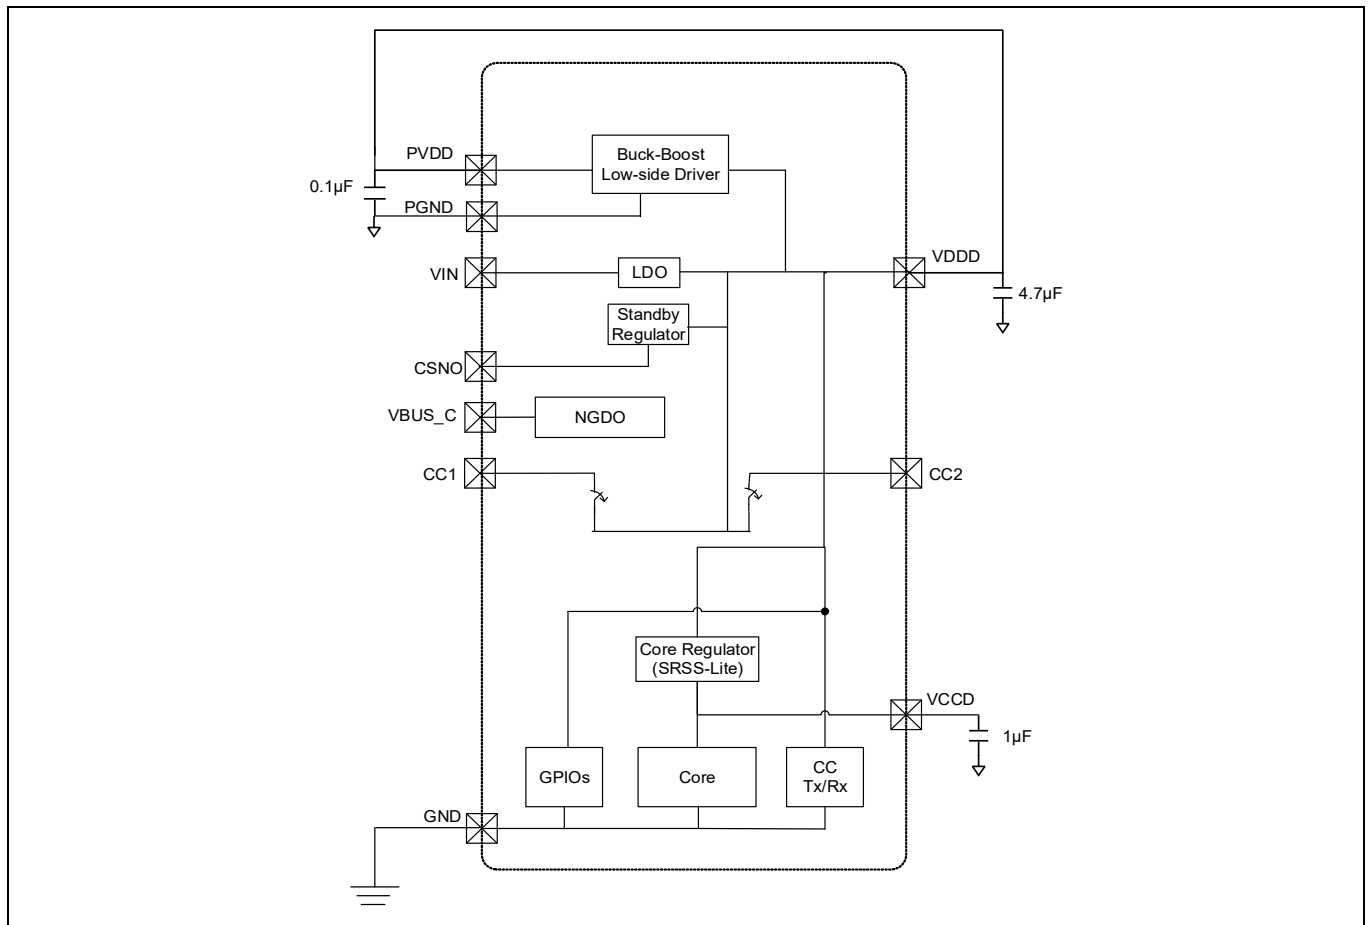 PVDD
Buck-Boost
Low-side Driver
0.1µF
PGND
VIN
LDO
VDDD
4.7µF
Standby
Regulator
CSNO
VBUS_C
NGDO
CC1
CC2
Core Regulator
(SRSS-Lite)
VCCD
1µF
GPIOs
Core
CC
Tx/Rx
GND